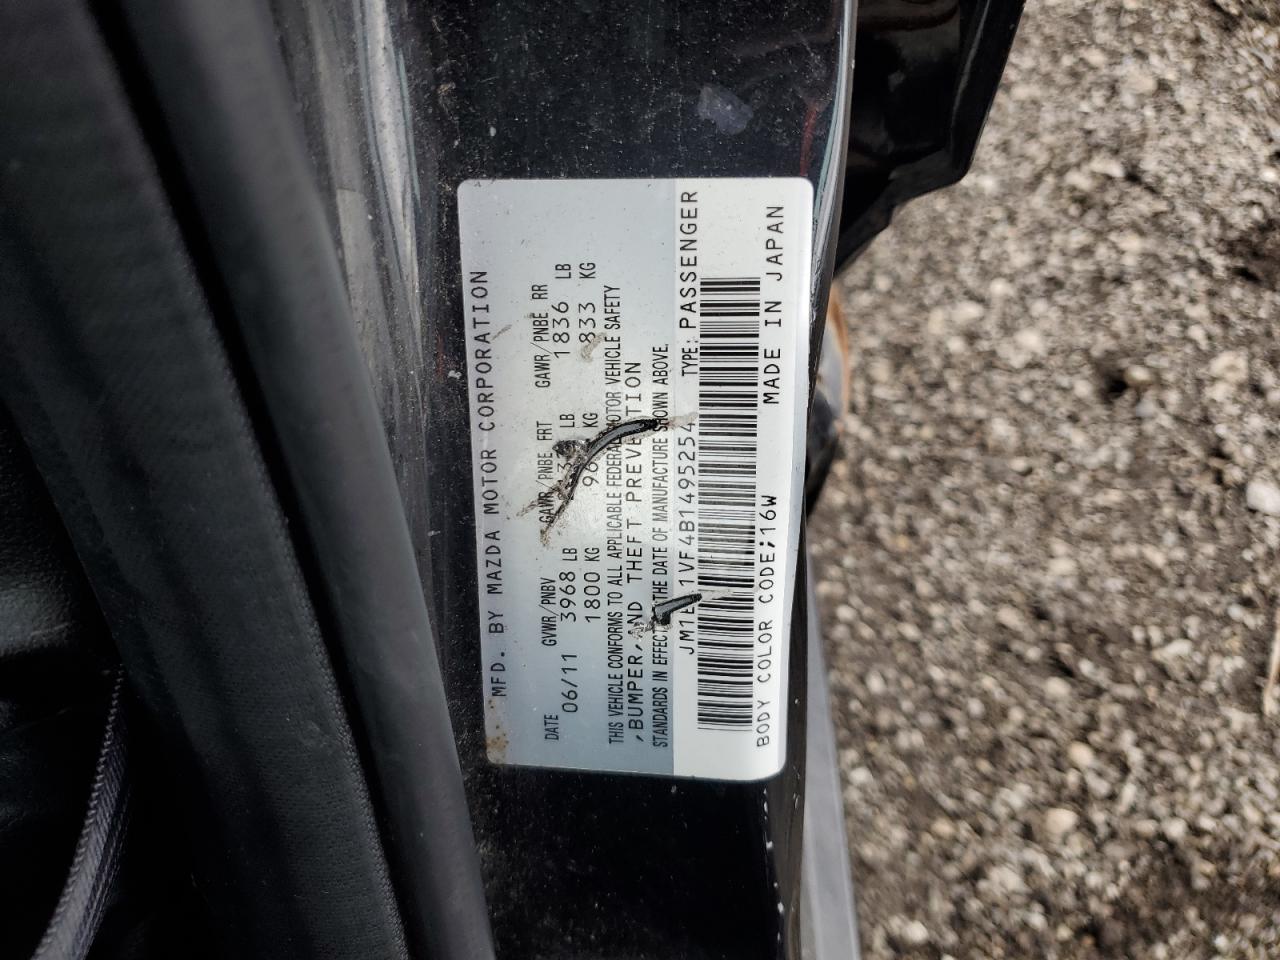 MFD. BY MAZDA MOTOR CORPORATION
DATE GVWR/PNBV GAWR/PNBE FRT GAWR/PNBE RR
06/11 3968 LB LB 1836 LB
1800 KG KG 833 KG
THIS VEHICLE CONFORMS TO ALL APPLICABLE FEDERAL MOTOR VEHICLE SAFETY
,BUMPER, AND THEFT PREVENTION
STANDARDS IN EFFECT THE DATE OF MANUFACTURE SHOWN ABOVE.
1VF4B1495254 TYPE: PASSENGER
BODY COLOR CODE;16W MADE IN JAPAN